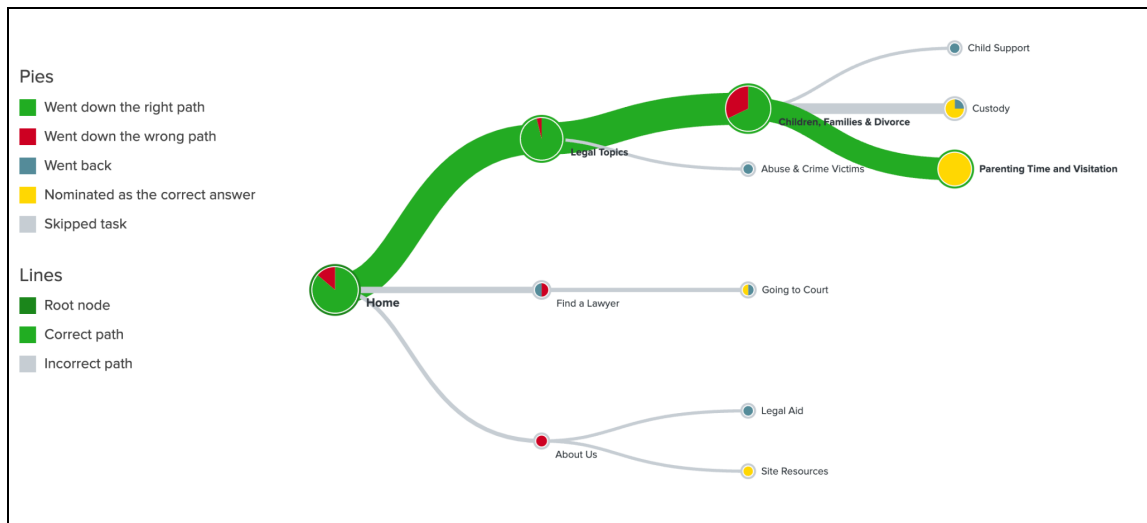 Pies
Went down the right path
Went down the wrong path
Went back
Nominated as the correct answer
Skipped task
Lines
Root node
Correct path
Incorrect path
Home
Legal Topics
Find a Lawyer
About Us
Children, Families & Divorce
Abuse & Crime Victims
Going to Court
Legal Aid
Site Resources
Child Support
Custody
Parenting Time and Visitation